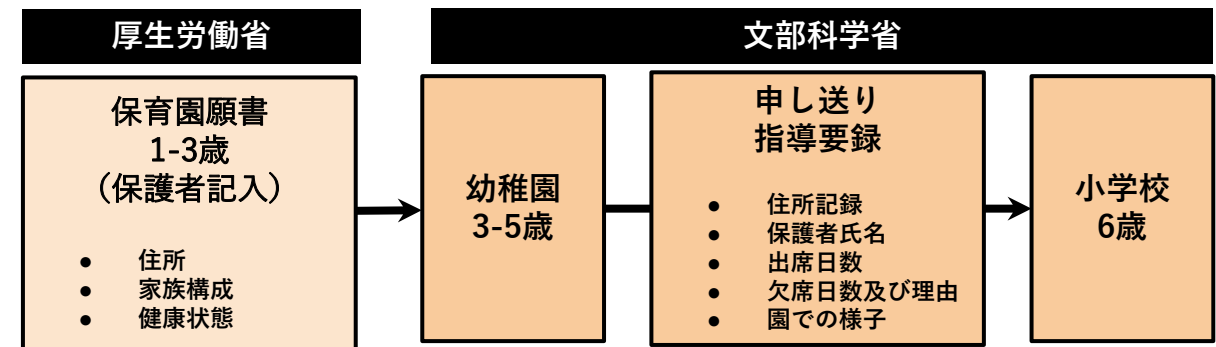 厚生労働省
文部科学省
保育園願書
1-3歳
（保護者記入）
● 住所
● 家族構成
● 健康状態
幼稚園
3-5歳
申し送り
指導要録
● 住所記録
● 保護者氏名
● 出席日数
● 欠席日数及び理由
● 園での様子
小学校
6歳